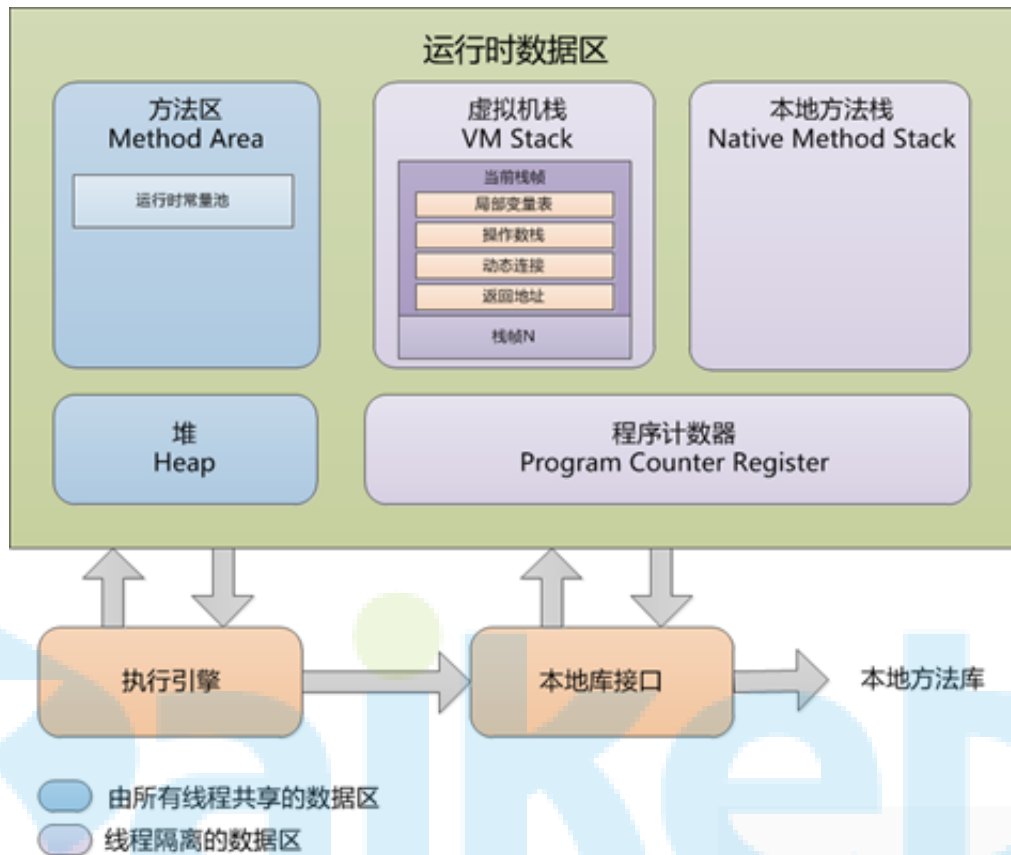 运行时数据区
方法区
Method Area
运行时常量池
虚拟机栈
VM Stack
当前栈帧
局部变量表
操作数栈
动态连接
返回地址
栈帧N
本地方法栈
Native Method Stack
堆
Heap
程序计数器
Program Counter Register
执行引擎
本地库接口
本地方法库
由所有线程共享的数据区
线程隔离的数据区